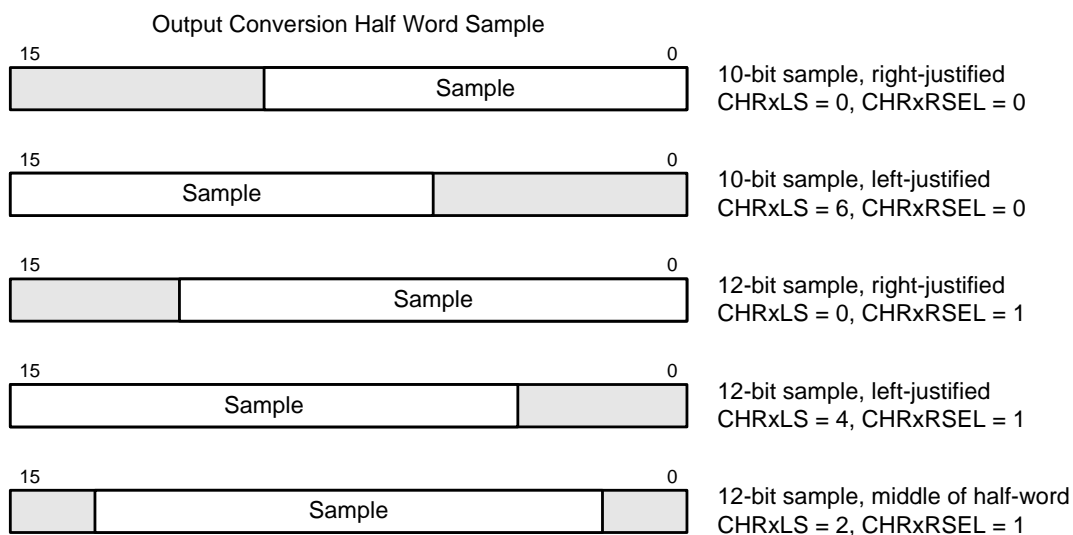 Output Conversion Half Word Sample
15 0
Sample
10-bit sample, right-justified
CHRxLS = 0, CHRxRSEL = 0
15 0
Sample
10-bit sample, left-justified
CHRxLS = 6, CHRxRSEL = 0
15 0
Sample
12-bit sample, right-justified
CHRxLS = 0, CHRxRSEL = 1
15 0
Sample
12-bit sample, left-justified
CHRxLS = 4, CHRxRSEL = 1
15 0
Sample
12-bit sample, middle of half-word
CHRxLS = 2, CHRxRSEL = 1